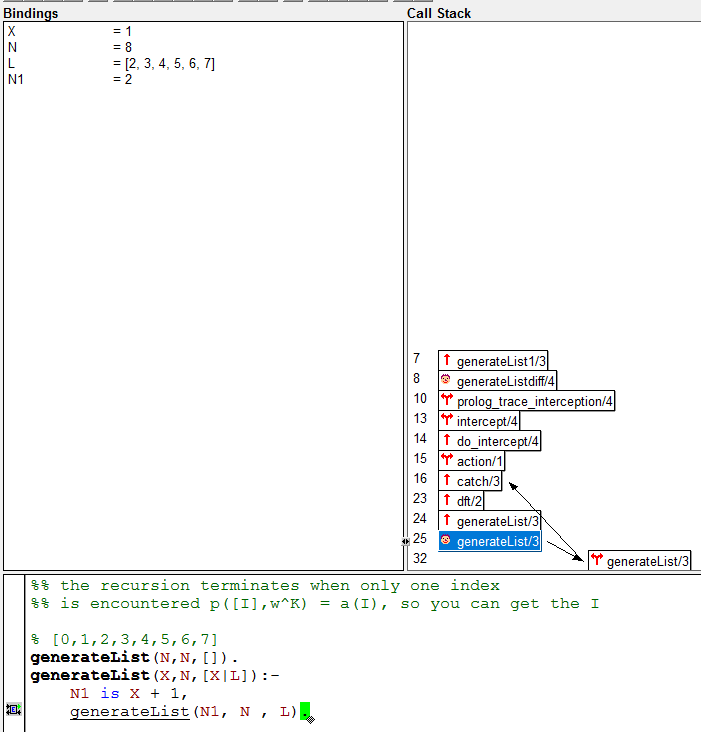 Bindings
X = 1
N = 8
L = [2, 3, 4, 5, 6, 7]
N1 = 2
Call Stack
7 generateList1/3
8 generateListdiff/4
10 prolog_trace_interception/4
13 intercept/4
14 do_intercept/4
15 action/1
16 catch/3
23 dft/2
24 generateList/3
25 generateList/3
32 generateList/3
%% the recursion terminates when only one index
%% is encountered p([I],w^K) = a(I), so you can get the I
% [0,1,2,3,4,5,6,7]
generateList(N,N,[]).
generateList(X,N,[X|L]):-
N1 is X + 1,
generateList(N1, N , L).